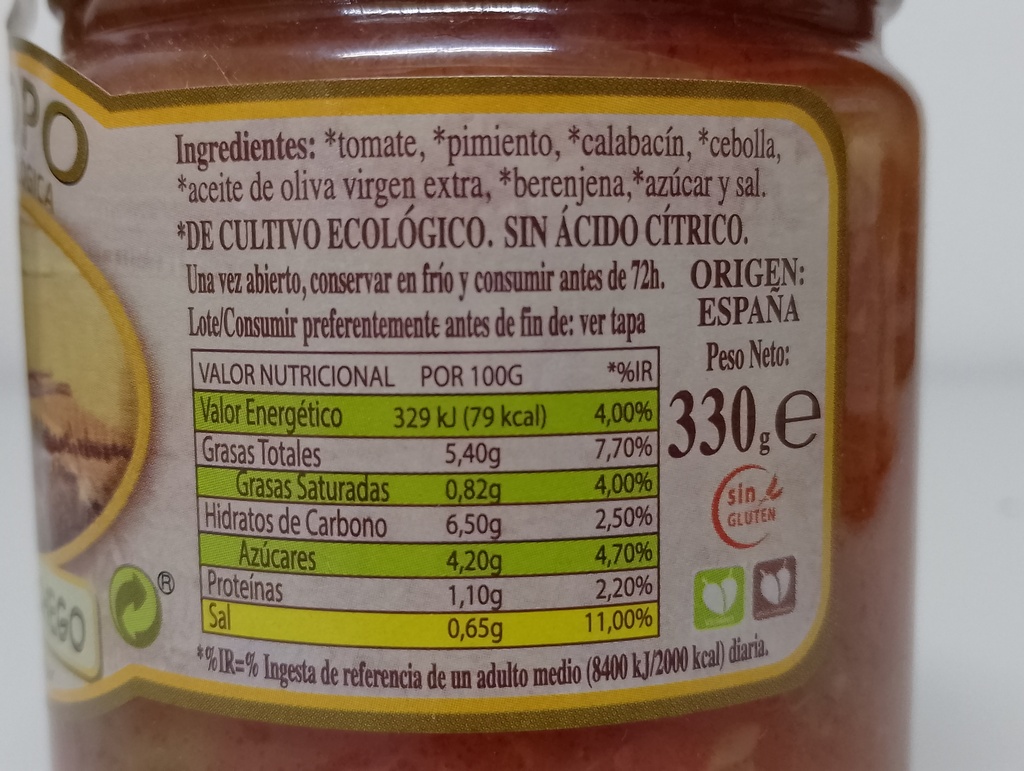 PO
Ingredientes: *tomate, *pimiento, *calabacín, *cebolla,
*aceite de oliva virgen extra, *berenjena,*azúcar y sal.
*DE CULTIVO ECOLÓGICO. SIN ÁCIDO CÍTRICO.
Una vez abierto, conservar en frío y consumir antes de 72h.
Lote/Consumir preferentemente antes de fin de: ver tapa
ORIGEN:
ESPAÑA
Peso Neto:
330g e
VALOR NUTRICIONAL POR 100G *%IR
Valor Energético 329 kJ (79 kcal) 4,00%
Grasas Totales 5,40g 7,70%
Grasas Saturadas 0,82g 4,00%
Hidratos de Carbono 6,50g 2,50%
Azúcares 4,20g 4,70%
Proteínas 1,10g 2,20%
Sal 0,65g 11,00%
*%IR=% Ingesta de referencia de un adulto medio (8400 kJ/2000 kcal) diaria.
sin
GLUTEN
®
EGO